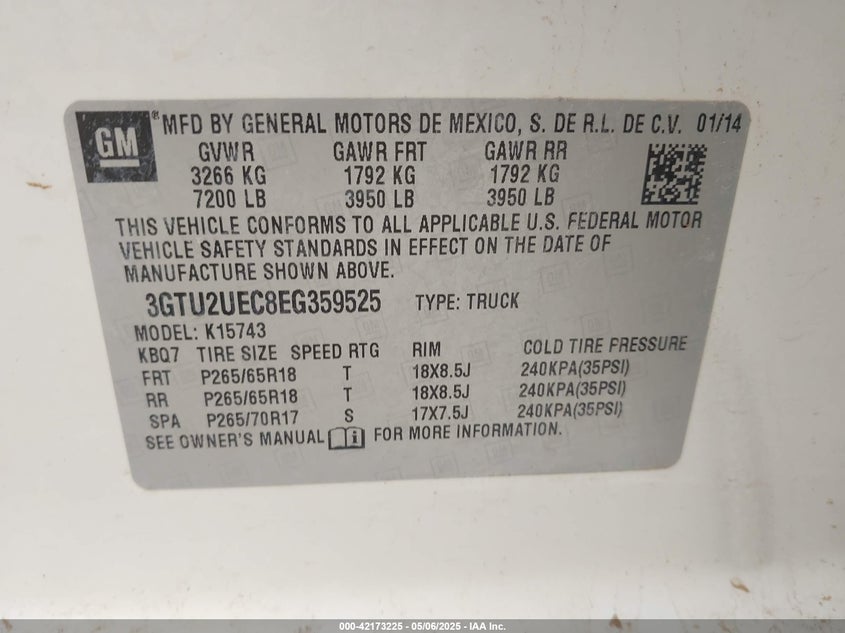 GM ® MFD BY GENERAL MOTORS DE MEXICO, S. DE R.L. DE C.V. 01/14
GVWR GAWR FRT GAWR RR
3266 KG 1792 KG 1792 KG
7200 LB 3950 LB 3950 LB
THIS VEHICLE CONFORMS TO ALL APPLICABLE U.S. FEDERAL MOTOR
VEHICLE SAFETY STANDARDS IN EFFECT ON THE DATE OF
MANUFACTURE SHOWN ABOVE.
3GTU2UEC8EG359525 TYPE: TRUCK
MODEL: K15743
KBQ7 TIRE SIZE SPEED RTG RIM COLD TIRE PRESSURE
FRT P265/65R18 T 18X8.5J 240KPA(35PSI)
RR P265/65R18 T 18X8.5J 240KPA(35PSI)
SPA P265/70R17 S 17X7.5J 240KPA(35PSI)
SEE OWNER'S MANUAL i FOR MORE INFORMATION.
000-42173225 - 05/06/2025 - IAA Inc.